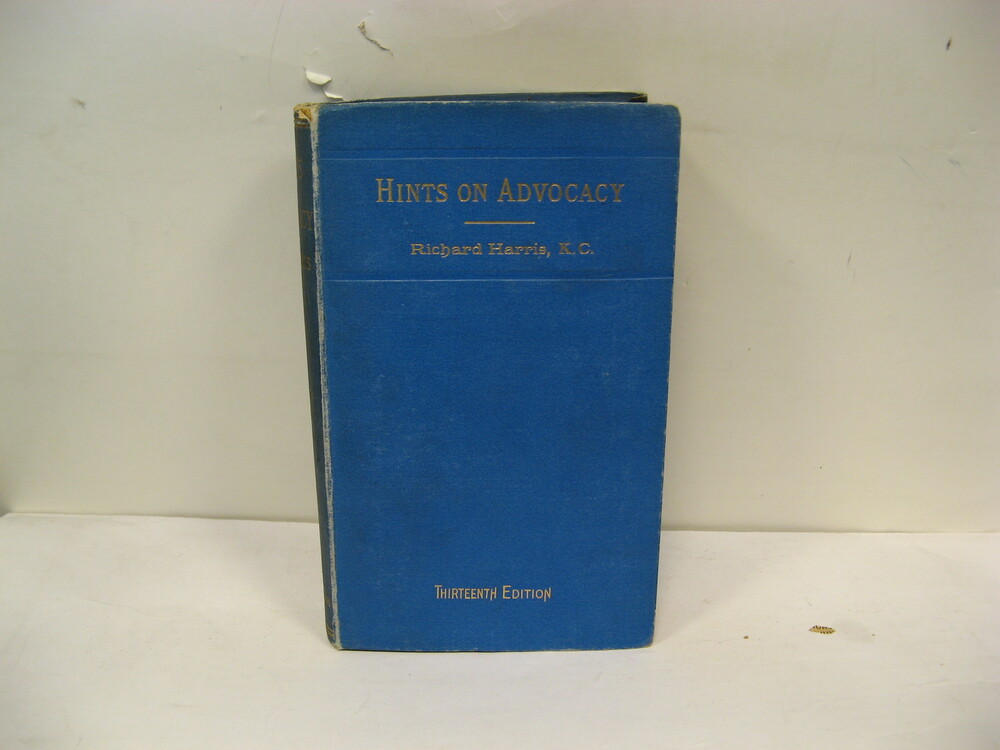 HINTS ON ADVOCACY
Richard Harris, K.C.
THIRTEENTH EDITION